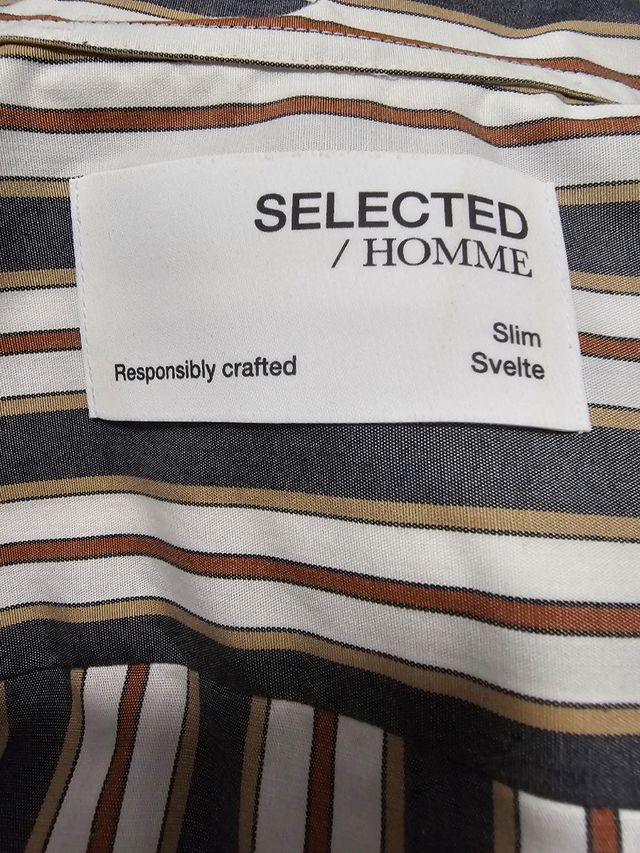 SELECTED
/ HOMME
Slim
Responsibly crafted Svelte